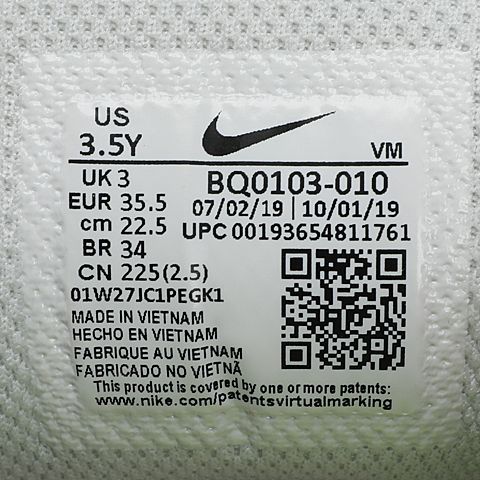 US
3.5Y
VM
UK 3
EUR 35.5
cm 22.5
BR 34
CN 225(2.5)
BQ0103-010
07/02/19 | 10/01/19
UPC 00193654811761
01W27JC1PEGK1
MADE IN VIETNAM
HECHO EN VIETNAM
FABRIQUE AU VIETNAM
FABRICADO NO VIETNÃ
This product is covered by one or more patents:
www.nike.com/patentsvirtualmarking